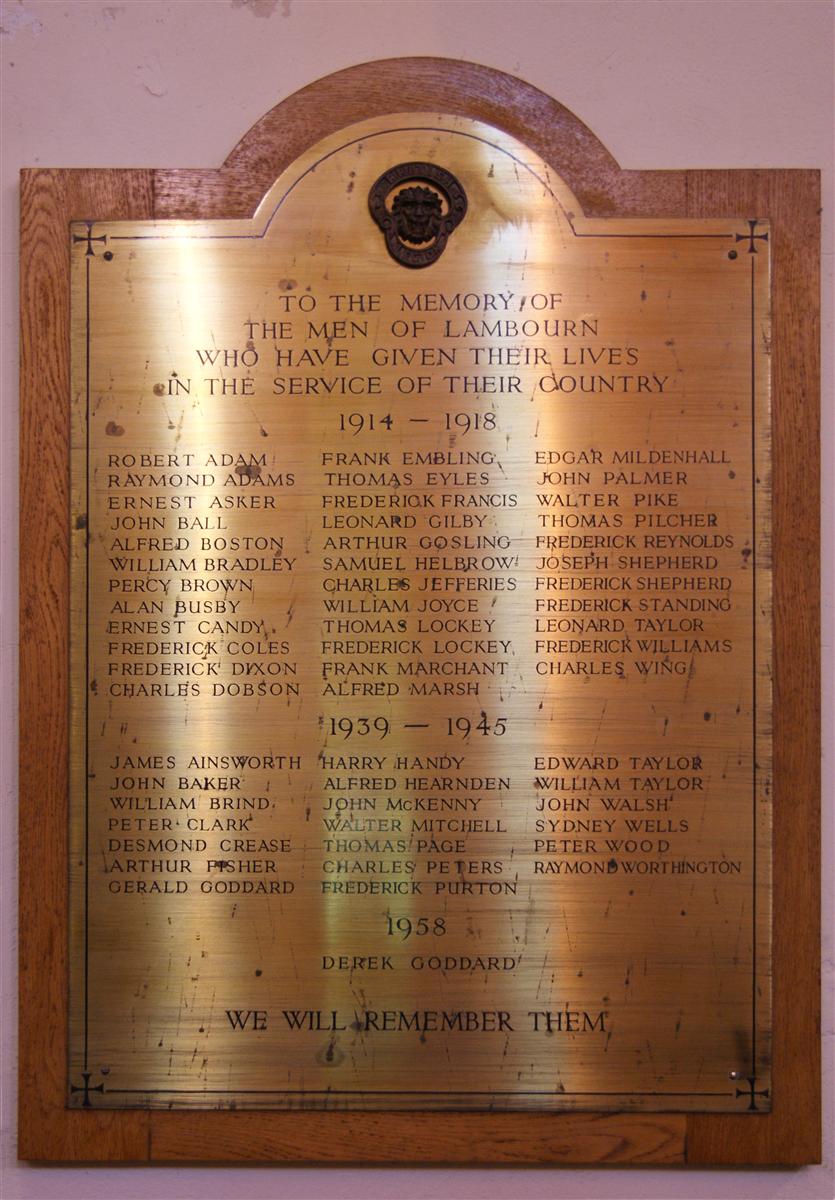 TO THE MEMORY OF
THE MEN OF LAMBOURN
WHO HAVE GIVEN THEIR LIVES
IN THE SERVICE OF THEIR COUNTRY
1914 — 1918
ROBERT ADAM FRANK EMBLING EDGAR MILDENHALL
RAYMOND ADAMS THOMAS EYLES JOHN PALMER
ERNEST ASKER FREDERICK FRANCIS WALTER PIKE
JOHN BALL LEONARD GILBY THOMAS PILCHER
ALFRED BOSTON ARTHUR GOSLING FREDERICK REYNOLDS
WILLIAM BRADLEY SAMUEL HELBROW JOSEPH SHEPHERD
PERCY BROWN CHARLES JEFFERIES FREDERICK SHEPHERD
ALAN BUSBY WILLIAM JOYCE FREDERICK STANDING
ERNEST CANDY THOMAS LOCKEY LEONARD TAYLOR
FREDERICK COLES FREDERICK LOCKEY FREDERICK WILLIAMS
FREDERICK DIXON FRANK MARCHANT CHARLES WING
CHARLES DOBSON ALFRED MARSH
1939 — 1945
JAMES AINSWORTH HARRY HANDY EDWARD TAYLOR
JOHN BAKER ALFRED HEARNDEN WILLIAM TAYLOR
WILLIAM BRIND JOHN McKENNY JOHN WALSH
PETER CLARK WALTER MITCHELL SYDNEY WELLS
DESMOND CREASE THOMAS PAGE PETER WOOD
ARTHUR FISHER CHARLES PETERS RAYMOND WORTHINGTON
GERALD GODDARD FREDERICK PURTON
1958
DEREK GODDARD
WE WILL REMEMBER THEM